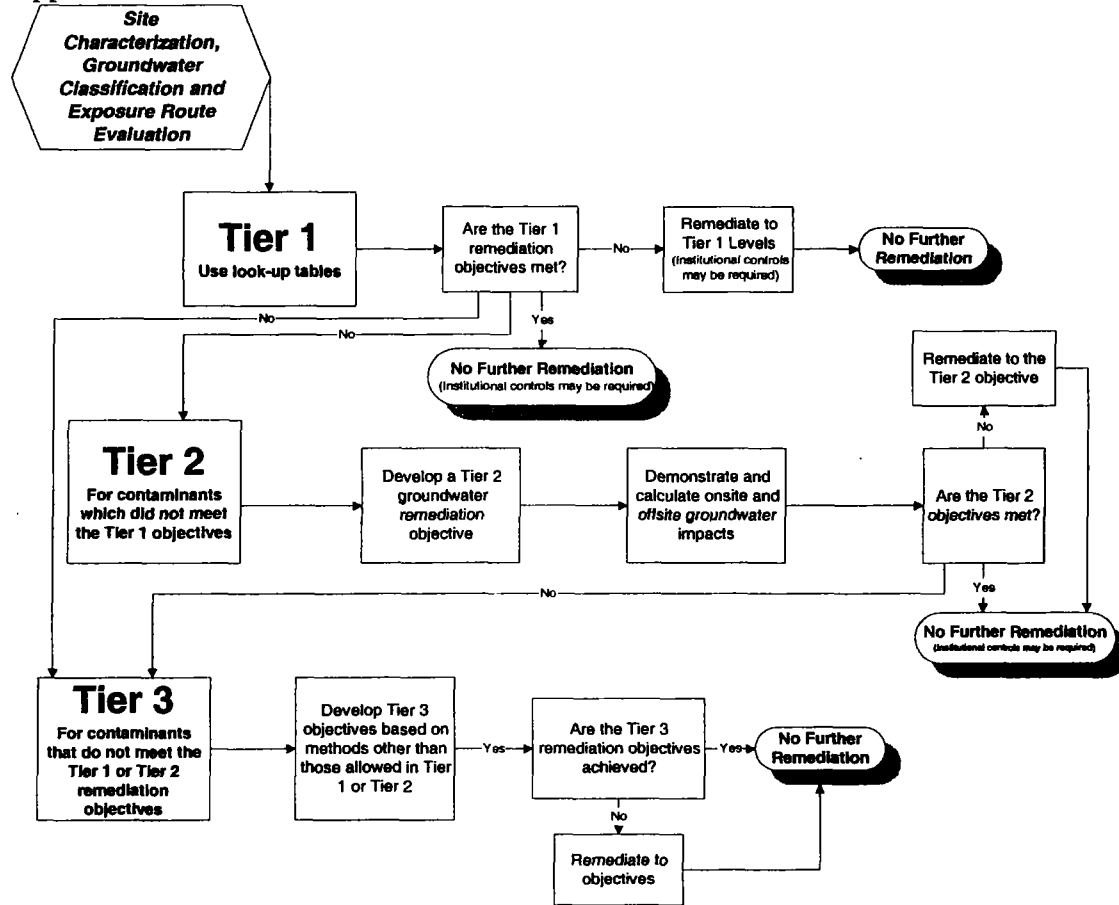 Site
Characterization,
Groundwater
Classification and
Exposure Route
Evaluation
Tier 1
Use look-up tables
Are the Tier 1
remediation
objectives met?
No
Remediate to
Tier 1 Levels
(Institutional controls
may be required)
No Further
Remediation
No
No
Yes
No Further Remediation
(Institutional controls may be required)
Remediate to the
Tier 2 objective
No
Tier 2
For contaminants
which did not meet
the Tier 1 objectives
Develop a Tier 2
groundwater
remediation
objective
Demonstrate and
calculate onsite and
offsite groundwater
impacts
Are the Tier 2
objectives met?
No
Yes
No Further Remediation
(Institutional controls may be required)
Tier 3
For contaminants
that do not meet the
Tier 1 or Tier 2
remediation
objectives
Develop Tier 3
objectives based on
methods other than
those allowed in Tier
1 or Tier 2
Yes
Are the Tier 3
remediation objectives
achieved?
Yes
No Further
Remediation
No
Remediate to
objectives